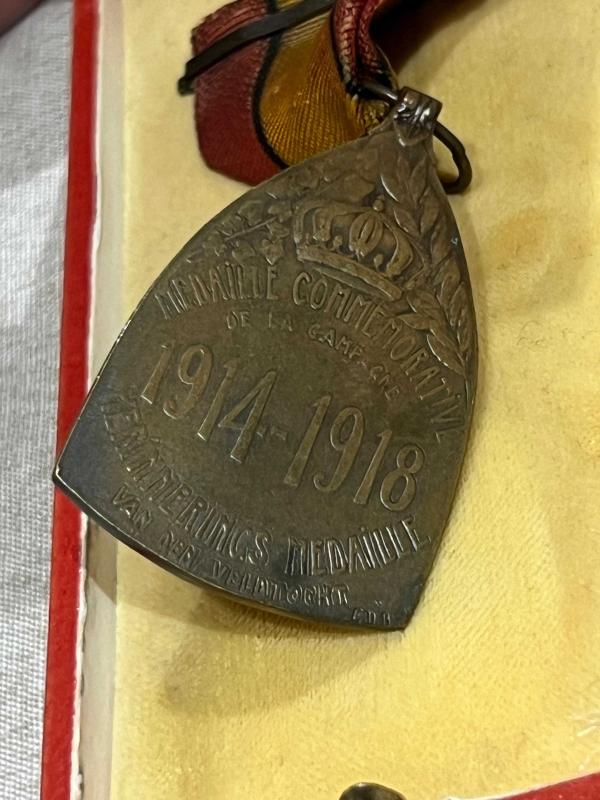 MEDAILLE COMMEMORATIVE
DE LA CAMPAGNE
1914-1918
HERINNERINGS MEDAILLE
VAN DEN VELDTOCHT